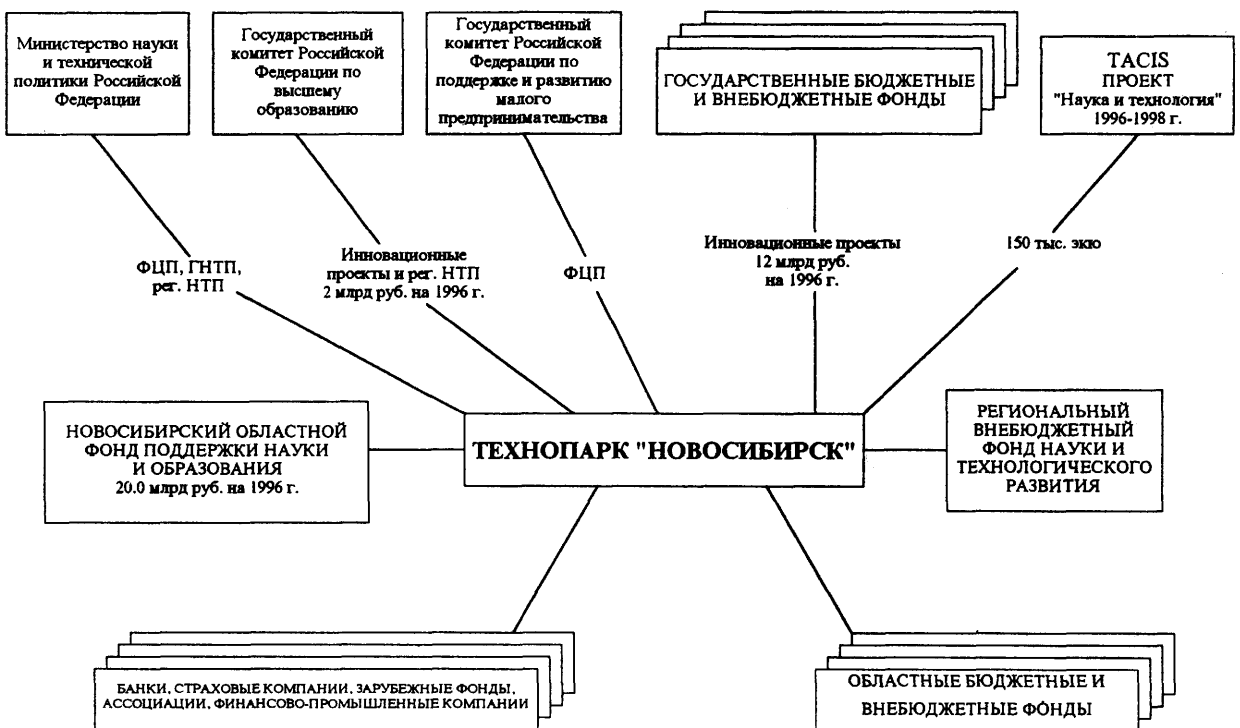 Министерство науки
и технической
политики Российской
Федерации
Государственный
комитет Российской
Федерации по
высшему
образованию
Государственный
комитет Российской
Федерации по
поддержке и развитию
малого
предпринимательства
ГОСУДАРСТВЕННЫЕ БЮДЖЕТНЫЕ
И ВНЕБЮДЖЕТНЫЕ ФОНДЫ
TACIS
ПРОЕКТ
"Наука и технология"
1996-1998 г.
ФЦП, ГНТП,
рег. НТП
Инновационные
проекты и рег. НТП
2 млрд руб. на 1996 г.
ФЦП
Инновационные проекты
12 млрд руб.
на 1996 г.
150 тыс. экю
НОВОСИБИРСКИЙ ОБЛАСТНОЙ
ФОНД ПОДДЕРЖКИ НАУКИ
И ОБРАЗОВАНИЯ
20.0 млрд руб. на 1996 г.
ТЕХНОПАРК "НОВОСИБИРСК"
РЕГИОНАЛЬНЫЙ
ВНЕБЮДЖЕТНЫЙ
ФОНД НАУКИ И
ТЕХНОЛОГИЧЕСКОГО
РАЗВИТИЯ
БАНКИ, СТРАХОВЫЕ КОМПАНИИ, ЗАРУБЕЖНЫЕ ФОНДЫ,
АССОЦИАЦИИ, ФИНАНСОВО-ПРОМЫШЛЕННЫЕ КОМПАНИИ
ОБЛАСТНЫЕ БЮДЖЕТНЫЕ И
ВНЕБЮДЖЕТНЫЕ ФОНДЫ